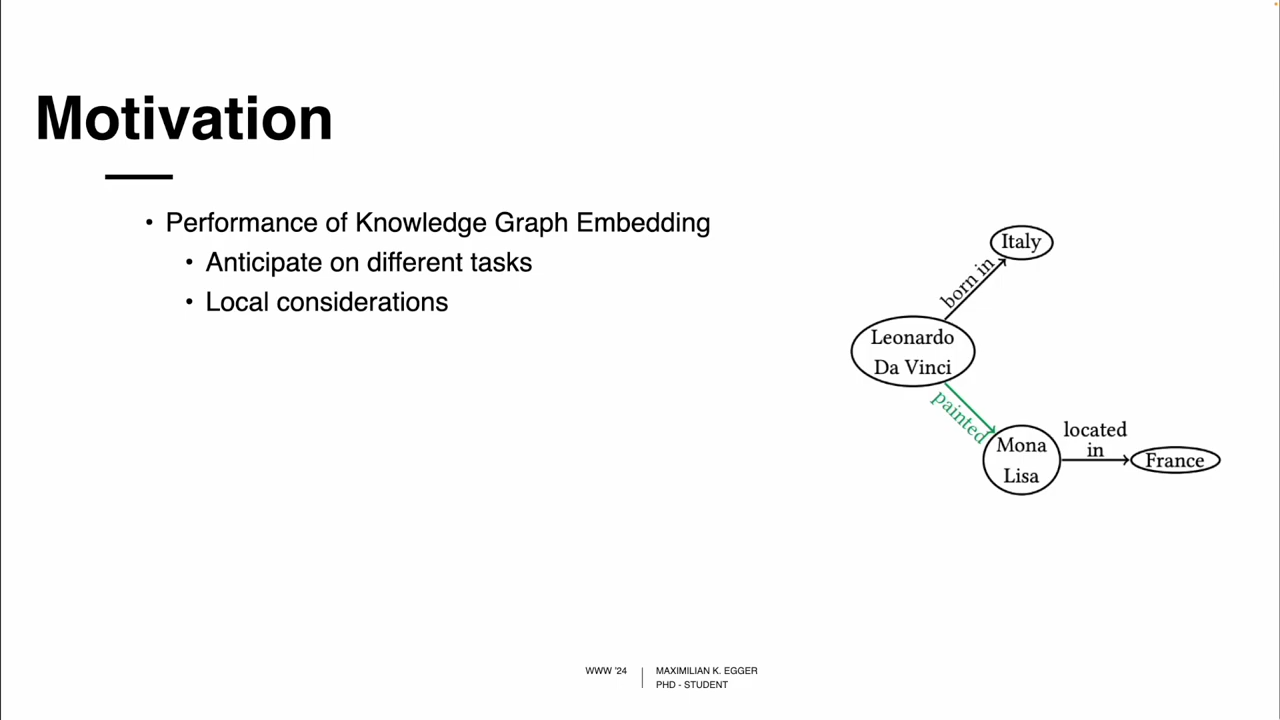 Motivation
• Performance of Knowledge Graph Embedding
• Anticipate on different tasks
• Local considerations
Italy
born in
Leonardo
Da Vinci
painted
Mona
Lisa
located
in
France
WWW '24
MAXIMILIAN K. EGGER
PHD - STUDENT